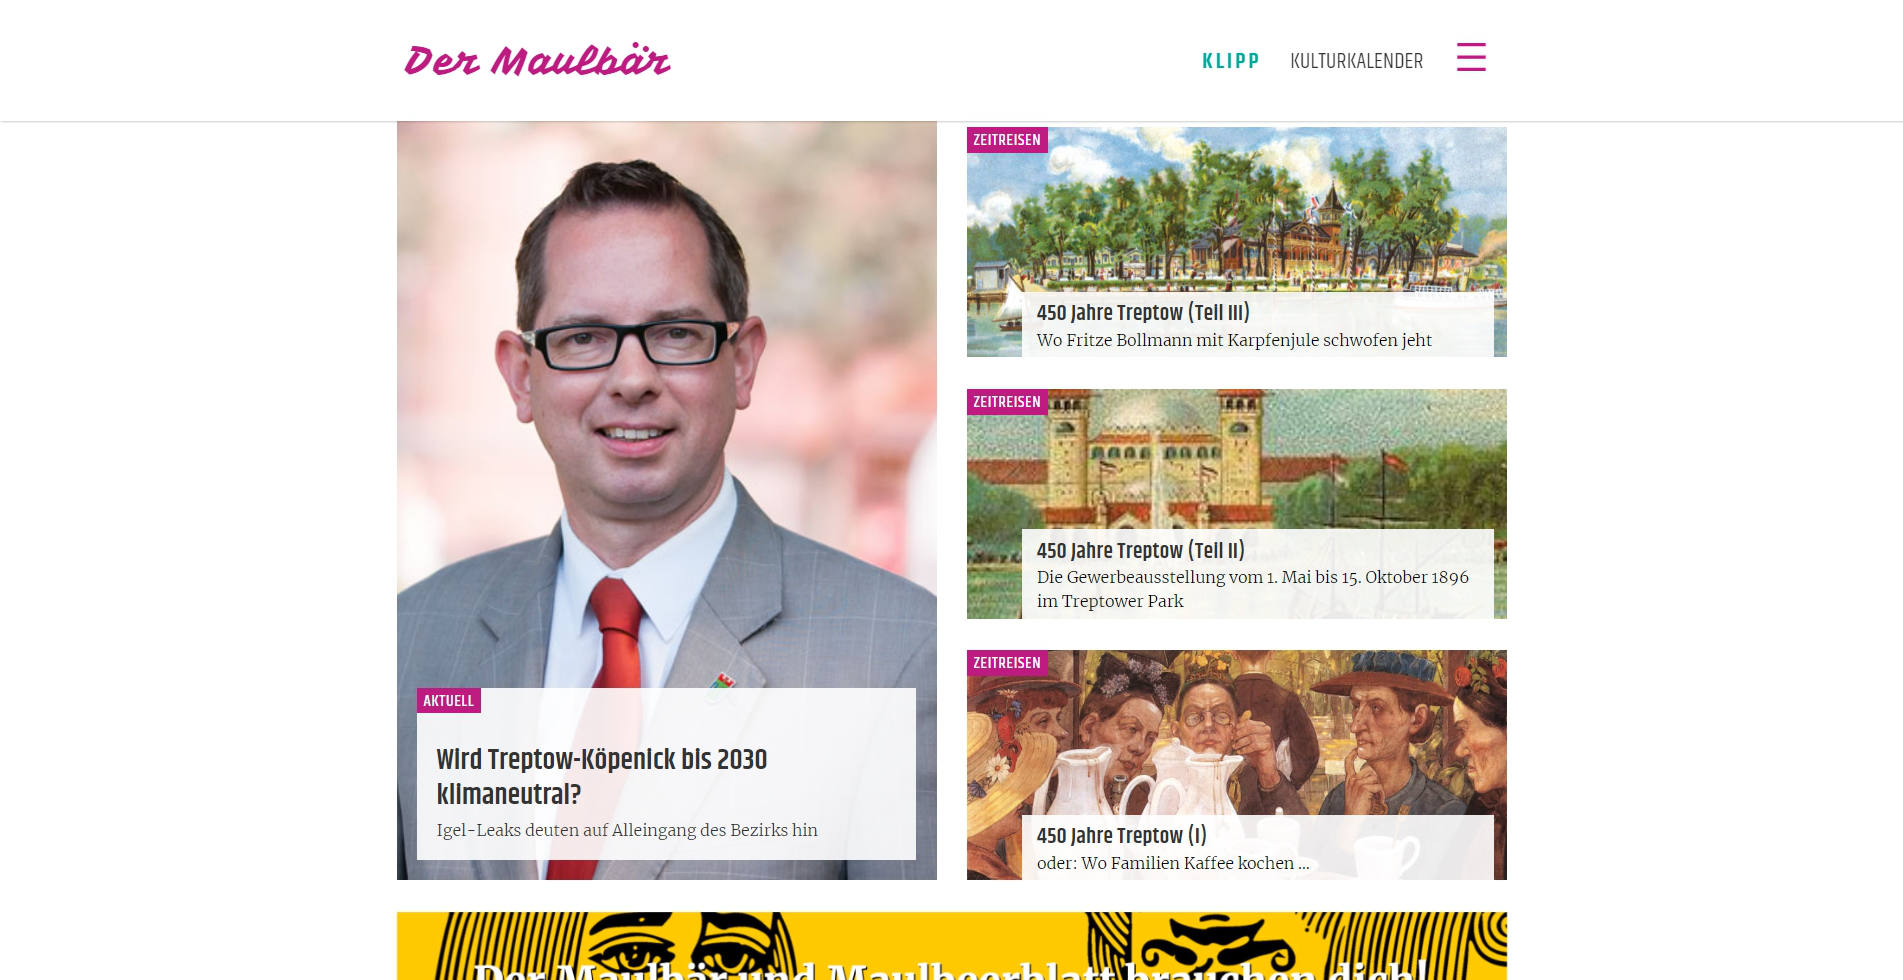 Der Maulbär
KLIPP
KULTURKALENDER
AKTUELL
Wird Treptow-Köpenick bis 2030
klimaneutral?
Igel-Leaks deuten auf Alleingang des Bezirks hin
ZEITREISEN
450 Jahre Treptow (Teil III)
Wo Fritze Bollmann mit Karpfenjule schwofen jeht
ZEITREISEN
450 Jahre Treptow (Teil II)
Die Gewerbeausstellung vom 1. Mai bis 15. Oktober 1896
im Treptower Park
ZEITREISEN
450 Jahre Treptow (I)
oder: Wo Familien Kaffee kochen ...
Der Maulbär und Maulbeerblatt brauchen dich!